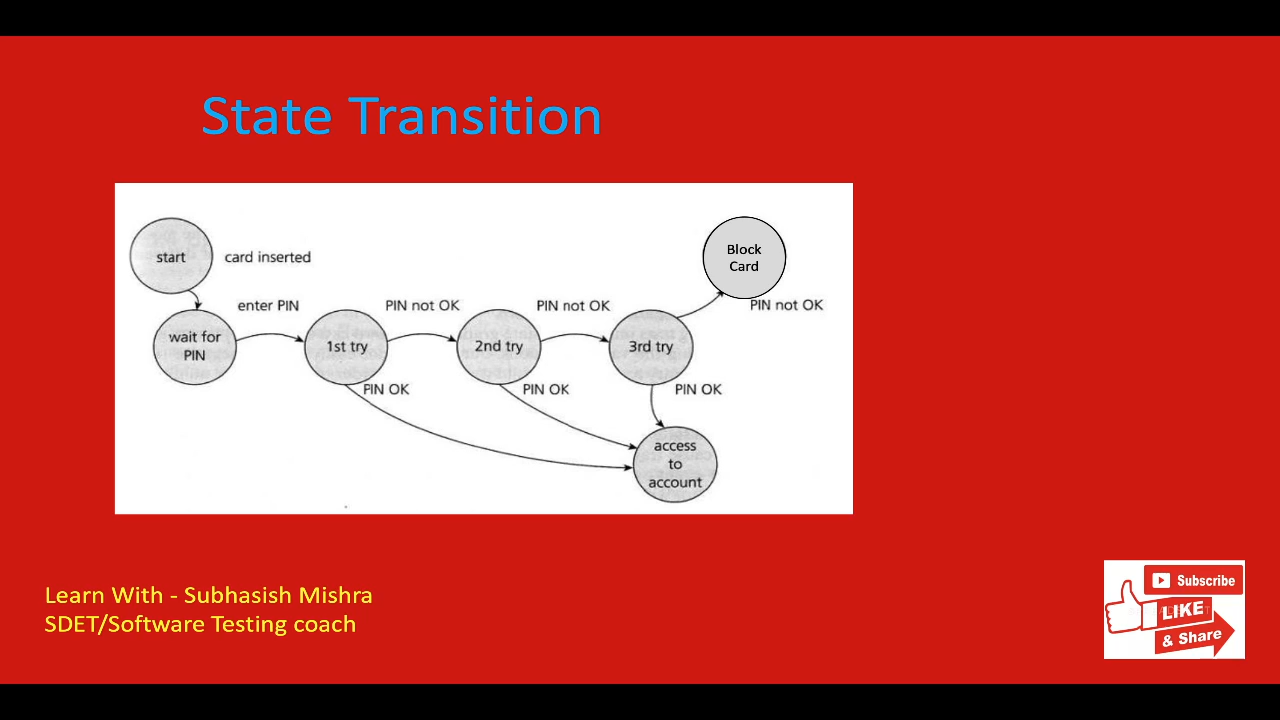 State Transition
start
card inserted
Block
Card
enter PIN
PIN not OK
PIN not OK
PIN not OK
wait for
PIN
1st try
2nd try
3rd try
PIN OK
PIN OK
PIN OK
access
to
account
Learn With - Subhasish Mishra
SDET/Software Testing coach
Subscribe
LIKE
& Share